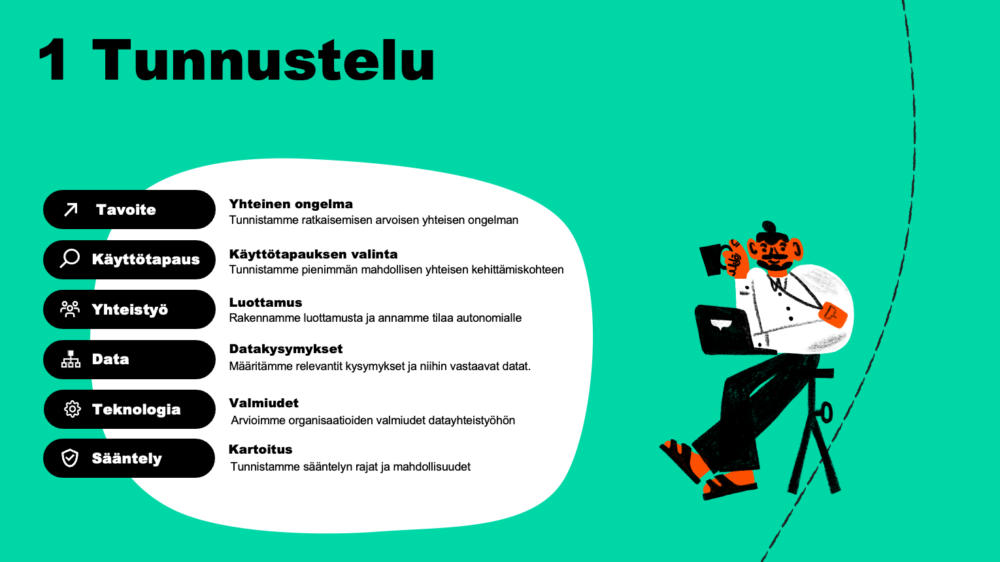 1 Tunnustelu
Tavoite
Yhteinen ongelma
Tunnistamme ratkaisemisen arvoisen yhteisen ongelman
Käyttötapaus
Käyttötapauksen valinta
Tunnistamme pienimmän mahdollisen yhteisen kehittämiskohteen
Yhteistyö
Luottamus
Rakennamme luottamusta ja annamme tilaa autonomialle
Data
Datakysymykset
Määritämme relevantit kysymykset ja niihin vastaavat datat.
Teknologia
Valmiudet
Arvioimme organisaatioiden valmiudet datayhteistyöhön
Sääntely
Kartoitus
Tunnistamme sääntelyn rajat ja mahdollisuudet